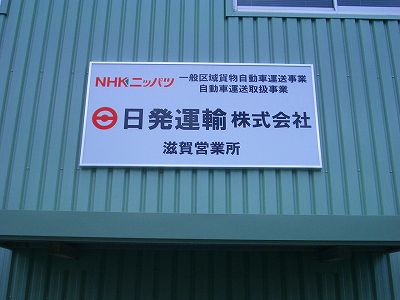 NHKニッパツ 一般区域貨物自動車運送事業
自動車運送取扱事業
日発運輸株式会社
滋賀営業所